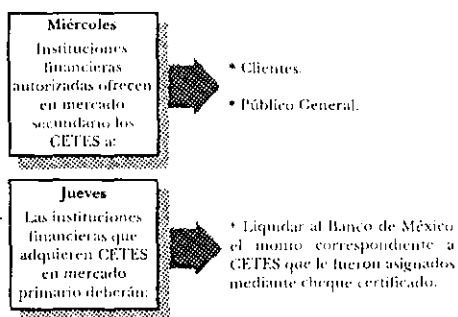 Miércoles
Instituciones
financieras
autorizadas ofrecen
en mercado
secundario los
CETES a:
* Clientes.
* Público General.
Jueves
Las instituciones
financieras que
adquieren CETES
en mercado
primario deberán:
* Liquidar al Banco de México
el monto correspondiente a
CETES que le fueron asignados
mediante cheque certificado.